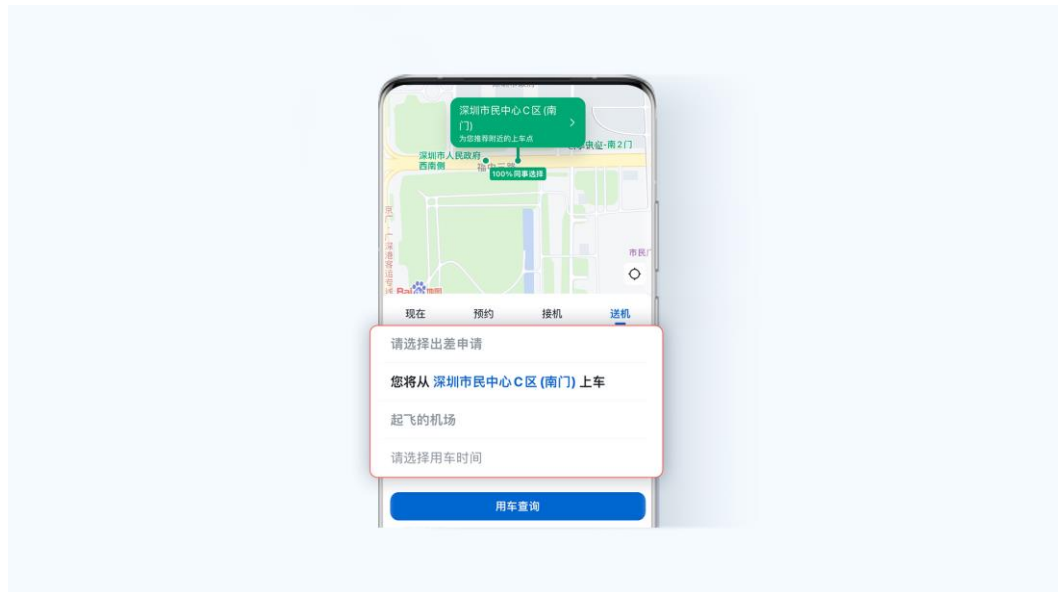 深圳市民中心C区(南
门)
为您推荐附近的上车点
深圳市人民政府
西南侧
100%同事选择
市民
现在
预约
接机
送机
请选择出差申请
您将从 深圳市民中心C区(南门) 上车
起飞的机场
请选择用车时间
用车查询